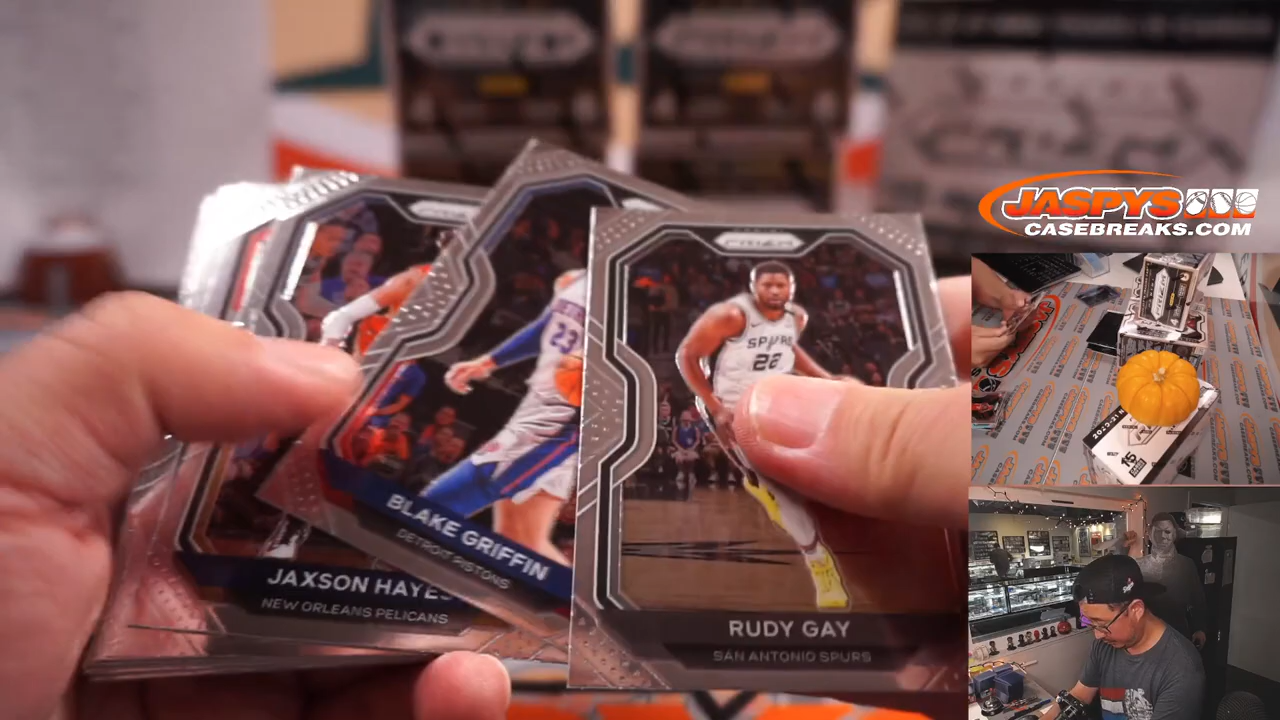 JASPYS
CASEBREAKS.COM
PRIZM
23
SPURS
22
BLAKE GRIFFIN
DETROIT PISTONS
JAXSON HAYES
NEW ORLEANS PELICANS
RUDY GAY
SAN ANTONIO SPURS
15